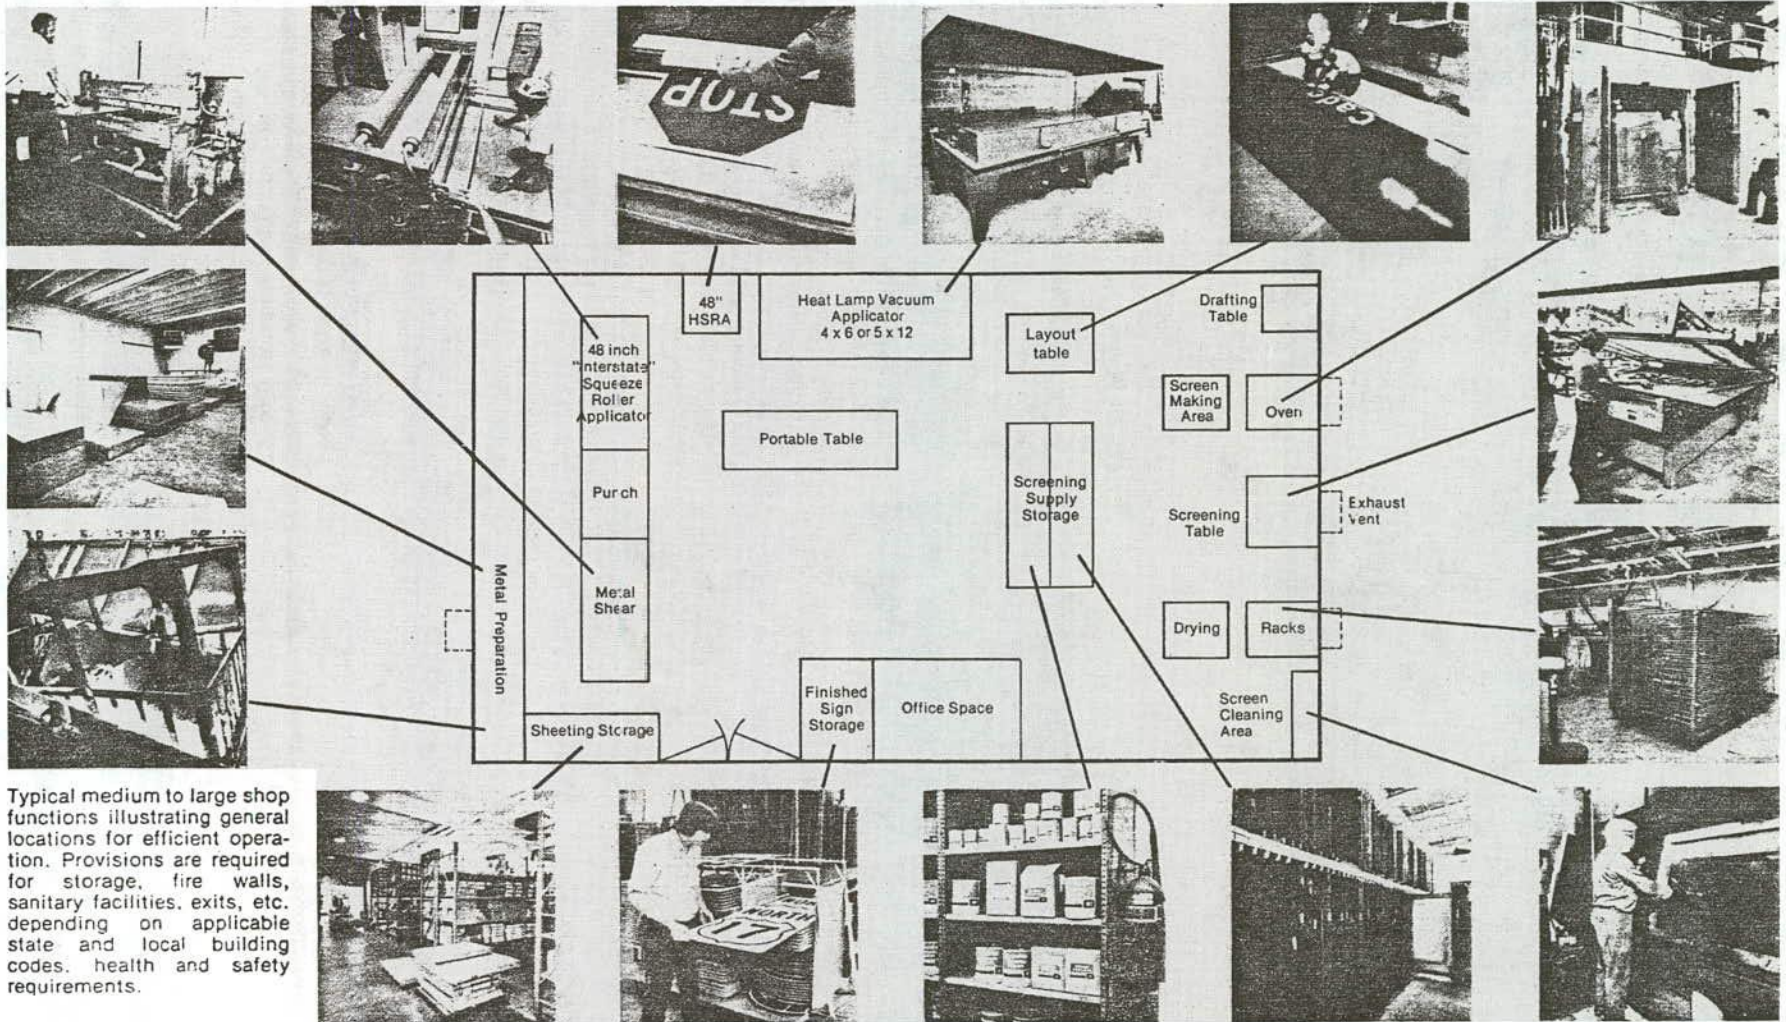 STOP
Cad
48"
HSRA
Heat Lamp Vacuum
Applicator
4 x 6 or 5 x 12
Drafting
Table
48 inch
"Interstate"
Squeeze
Roller
Applicator
Layout
table
Screen
Making
Area
Oven
Portable Table
Punch
Screening
Supply
Storage
Screening
Table
Exhaust
Vent
Metal Preparation
Metal
Shear
Drying
Racks
Finished
Sign
Storage
Office Space
Screen
Cleaning
Area
Sheeting Storage
NORTH
17
Typical medium to large shop
functions illustrating general
locations for efficient opera-
tion. Provisions are required
for storage, fire walls,
sanitary facilities, exits, etc.
depending on applicable
state and local building
codes, health and safety
requirements.